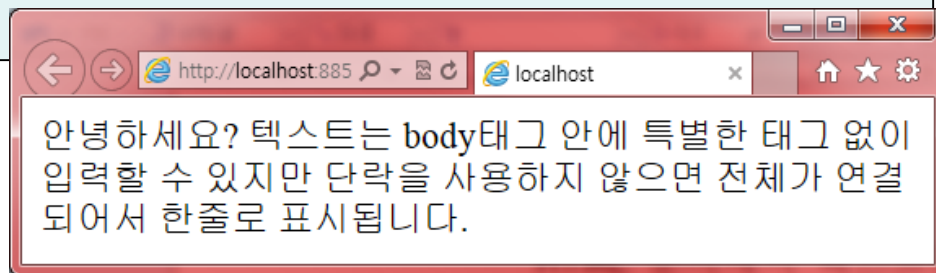 http://localhost:885
localhost
안녕하세요? 텍스트는 body태그 안에 특별한 태그 없이
입력할 수 있지만 단락을 사용하지 않으면 전체가 연결
되어서 한줄로 표시됩니다.